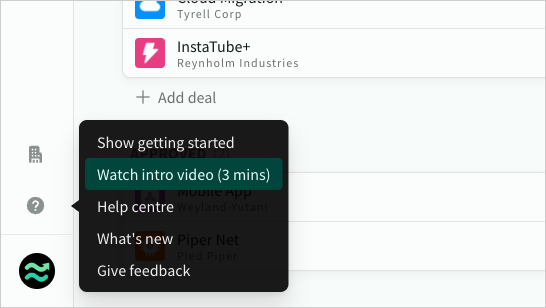 Cloud Migration
Tyrell Corp
InstaTube+
Reynholm Industries
Add deal
Show getting started
APPROVED
Watch intro video (3 mins)
Mobile App
Weyland-Yutani
Help centre
What's new
Piper Net
Pied Piper
Give feedback